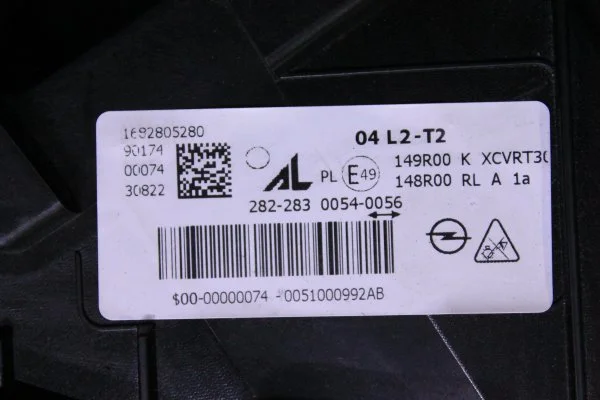 1682805280
90174
00074
30822
04 L2-T2
AL PL E49
149R00 K XCVRT30
148R00 RL A 1a
282-283 0054-0056
$00-00000074 -0051000992AB